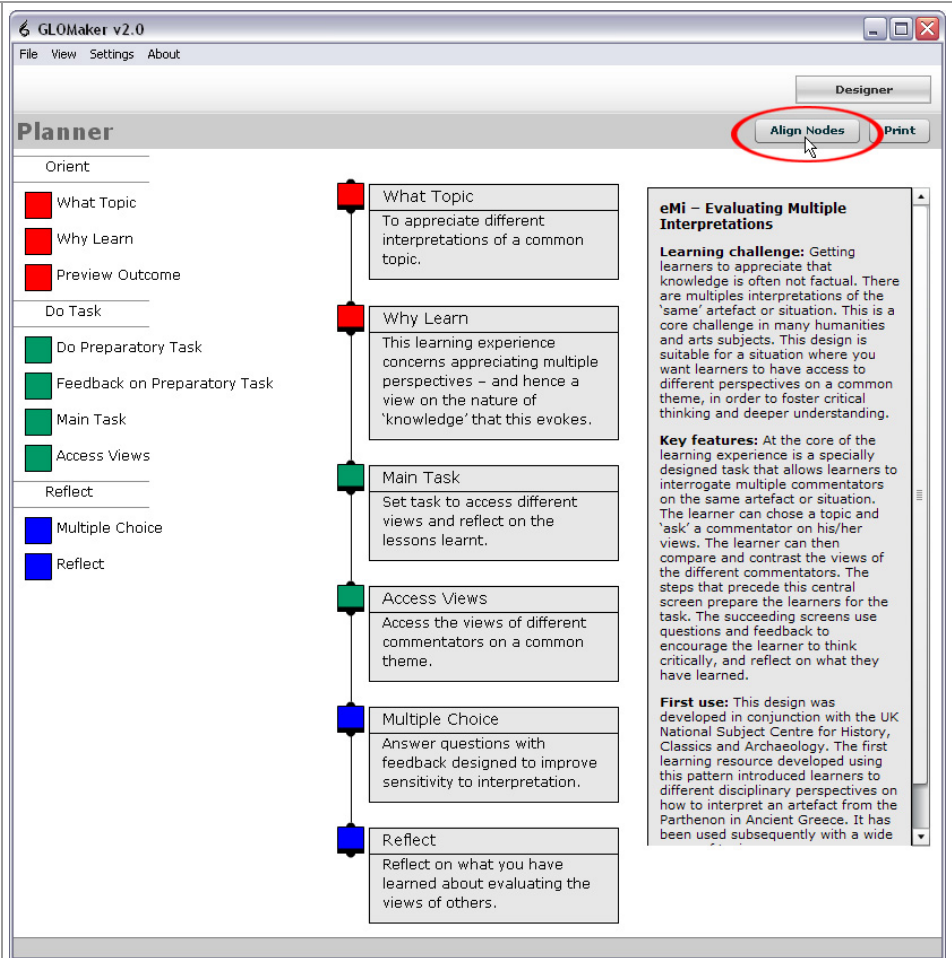 GLOMaker v2.0
File View Settings About
Designer
Planner
Align Nodes
Print
Orient
What Topic
Why Learn
Preview Outcome
Do Task
Do Preparatory Task
Feedback on Preparatory Task
Main Task
Access Views
Reflect
Multiple Choice
Reflect
What Topic
To appreciate different
interpretations of a common
topic.
Why Learn
This learning experience
concerns appreciating multiple
perspectives – and hence a
view on the nature of
‘knowledge’ that this evokes.
Main Task
Set task to access different
views and reflect on the
lessons learnt.
Access Views
Access the views of different
commentators on a common
theme.
Multiple Choice
Answer questions with
feedback designed to improve
sensitivity to interpretation.
Reflect
Reflect on what you have
learned about evaluating the
views of others.
eMi – Evaluating Multiple
Interpretations
Learning challenge: Getting
learners to appreciate that
knowledge is often not factual. There
are multiples interpretations of the
‘same’ artefact or situation. This is a
core challenge in many humanities
and arts subjects. This design is
suitable for a situation where you
want learners to have access to
different perspectives on a common
theme, in order to foster critical
thinking and deeper understanding.
Key features: At the core of the
learning experience is a specially
designed task that allows learners to
interrogate multiple commentators
on the same artefact or situation.
The learner can chose a topic and
‘ask’ a commentator on his/her
views. The learner can then
compare and contrast the views of
the different commentators. The
steps that precede this central
screen prepare the learners for the
task. The succeeding screens use
questions and feedback to
encourage the learner to think
critically, and reflect on what they
have learned.
First use: This design was
developed in conjunction with the UK
National Subject Centre for History,
Classics and Archaeology. The first
learning resource developed using
this pattern introduced learners to
different disciplinary perspectives on
how to interpret an artefact from the
Parthenon in Ancient Greece. It has
been used subsequently with a wide